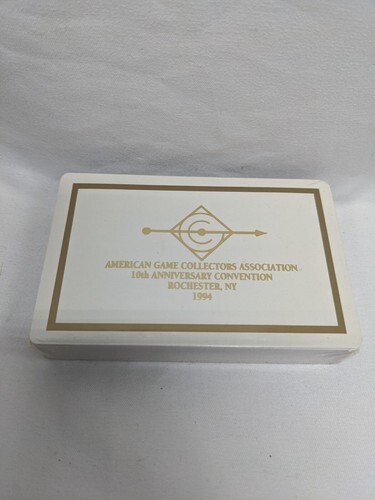 AMERICAN GAME COLLECTORS ASSOCIATION
10th ANNIVERSARY CONVENTION
ROCHESTER, NY
1994